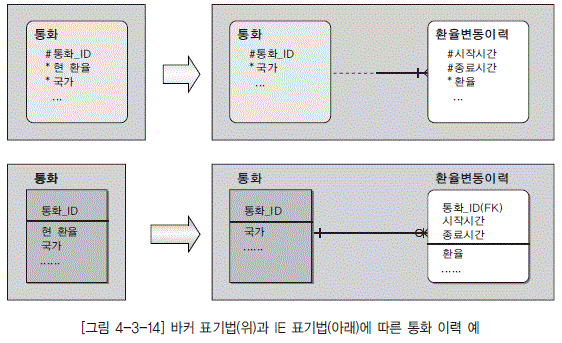 통화
#통화_ID
* 현 환율
* 국가
...
통화
#통화_ID
* 국가
...
환율변동이력
#시작시간
#종료시간
* 환율
...
통화
통화_ID
현 환율
국가
......
통화
통화_ID
국가
......
환율변동이력
통화_ID(FK)
시작시간
종료시간
환율
......
[그림 4-3-14] 바커 표기법(위)과 IE 표기법(아래)에 따른 통화 이력 예